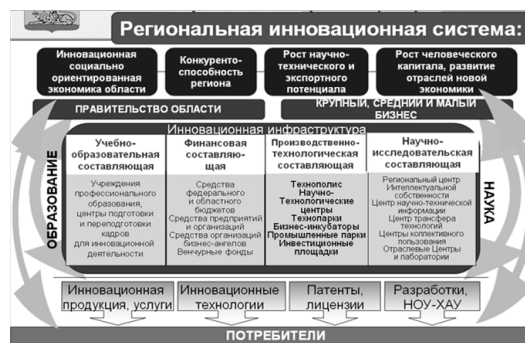 Региональная инновационная система:
Инновационная
социально
ориентированная
экономика области
Конкуренто-
способность
региона
Рост научно-
технического и
экспортного
потенциала
Рост человеческого
капитала, развитие
отраслей новой
экономики
ПРАВИТЕЛЬСТВО ОБЛАСТИ
КРУПНЫЙ, СРЕДНИЙ И МАЛЫЙ
БИЗНЕС
ОБРАЗОВАНИЕ
Инновационная инфраструктура
Учебно-
образовательная
составляющая
Учреждения
профессионального
образования,
центры подготовки
и переподготовки
кадров
для инновационной
деятельности
Финансовая
составляю-
щая
Средства
федерального
и областного
бюджетов
Средства предприятий
и организаций
Средства организаций
бизнес-ангелов
Венчурные фонды
Производственно-
технологическая
составляющая
Технополис
Научно-
Технологические
центры
Технопарки
Бизнес-инкубаторы
Промышленные парки
Инвестиционные
площадки
Научно-
исследовательская
составляющая
Региональный центр
Интеллектуальной
собственности
Центр научно-технической
информации
Центр трансфера
технологий
Центры коллективного
пользования
Отраслевые Центры
и лаборатории
НАУКА
Инновационная
продукция, услуги
Инновационные
технологии
Патенты,
лицензии
Разработки,
НОУ-ХАУ
ПОТРЕБИТЕЛИ